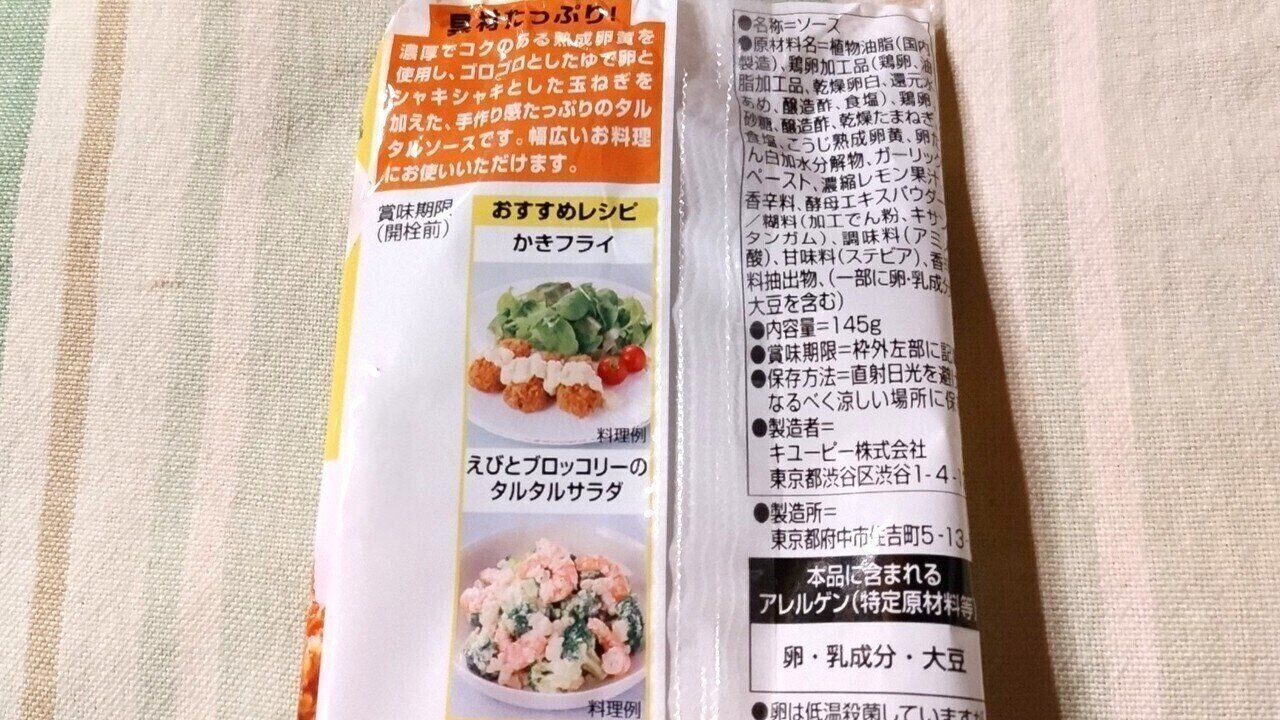 具材たっぷり!
濃厚でコクのある熟成卵黄を
使用し、ゴロゴロとしたゆで卵と
シャキシャキとした玉ねぎを
加えた、手作り感たっぷりのタル
タルソースです。幅広いお料理
にお使いいただけます。
賞味期限
(開栓前)
おすすめレシピ
かきフライ
料理例
えびとブロッコリーの
タルタルサラダ
料理例
●名称=ソース
●原材料名=植物油脂(国内
製造)、鶏卵加工品(鶏卵、油
脂加工品、乾燥卵白、還元水
あめ、醸造酢、食塩)、鶏卵、
砂糖、醸造酢、乾燥たまねぎ、
食塩、こうじ熟成卵黄、卵た
ん白加水分解物、ガーリック
ペースト、濃縮レモン果汁、
香辛料、酵母エキスパウダー
/糊料(加工でん粉、キサン
タンガム)、調味料(アミノ
酸)、甘味料(ステビア)、香辛
料抽出物、(一部に卵・乳成分・
大豆を含む)
●内容量=145g
●賞味期限=枠外左部に記
●保存方法=直射日光を避け
なるべく涼しい場所に保
●製造者=
キユーピー株式会社
東京都渋谷区渋谷1-4-
●製造所=
東京都府中市住吉町5-13-
本品に含まれる
アレルゲン(特定原材料等)
卵・乳成分・大豆
●卵は低温殺菌していますが